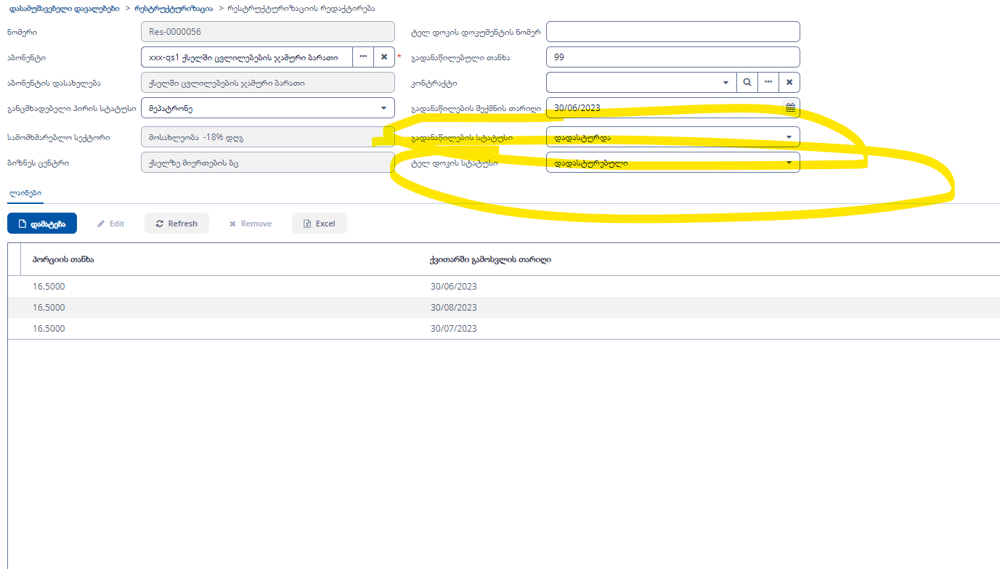 დასამუშავებელი დავალებები > რესტრუქტურიზაცია > რესტრუქტურიზაციის რედაქტირება
ნომერი Res-0000056 ტელ დოკის დოკუმენტის ნომერ
აბონენტი xxx-qs1 ქსელში ცვლილებების ჯამური ბარათი * გადანაწილებული თანხა 99
აბონენტის დასახელება ქსელში ცვლილებების ჯამური ბარათი კონტრაქტი
განცმხადებელი პირის სტატუსი მეპატრონე გადანაწილების შექმნის თარიღი 30/06/2023
სამომხმარებლო სექტორი მოსახლეობა -18% დღგ გადანაწილების სტატუსი დადასტურდა
ბიზნეს ცენტრი ქსელზე მიერთების ბც ტელ დოკის სტატუსი დადასტურებული
ლაინები
დამატება Edit Refresh Remove Excel
პორციის თანხა ქვითარში გამოსვლის თარიღი
16.5000 30/06/2023
16.5000 30/08/2023
16.5000 30/07/2023